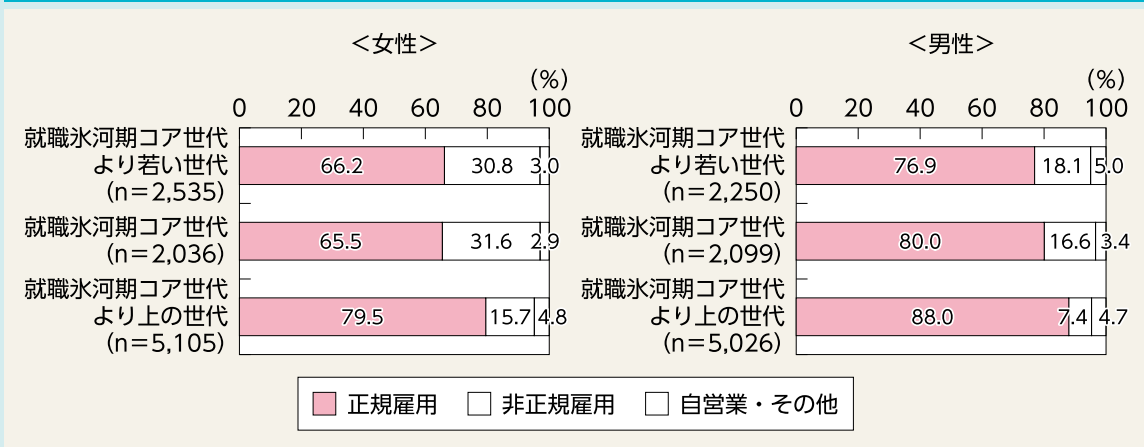 ＜女性＞
(%)
0 20 40 60 80 100
就職氷河期コア世代
より若い世代
(n＝2,535)
66.2 30.8 3.0
就職氷河期コア世代
(n＝2,036)
65.5 31.6 2.9
就職氷河期コア世代
より上の世代
(n＝5,105)
79.5 15.7 4.8
＜男性＞
(%)
0 20 40 60 80 100
就職氷河期コア世代
より若い世代
(n＝2,250)
76.9 18.1 5.0
就職氷河期コア世代
(n＝2,099)
80.0 16.6 3.4
就職氷河期コア世代
より上の世代
(n＝5,026)
88.0 7.4 4.7
正規雇用 非正規雇用 自営業・その他